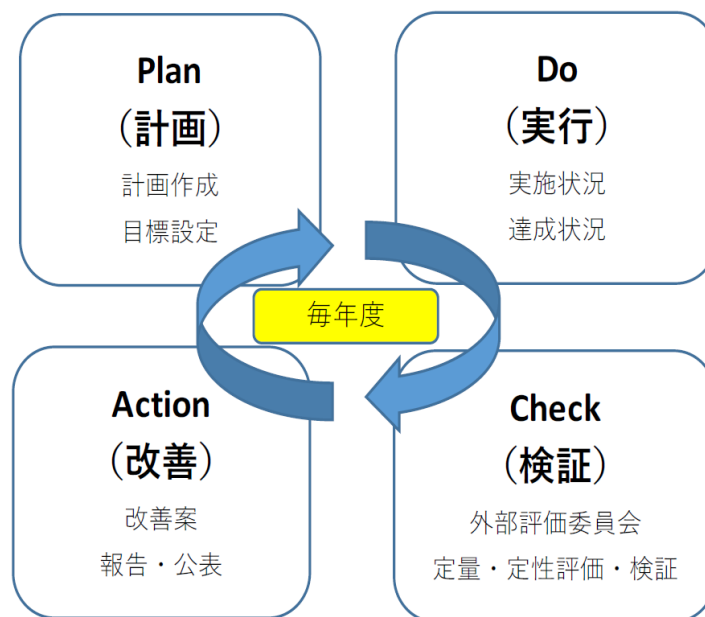 Plan
（計画）
計画作成
目標設定
Do
（実行）
実施状況
達成状況
毎年度
Action
（改善）
改善案
報告・公表
Check
（検証）
外部評価委員会
定量・定性評価・検証